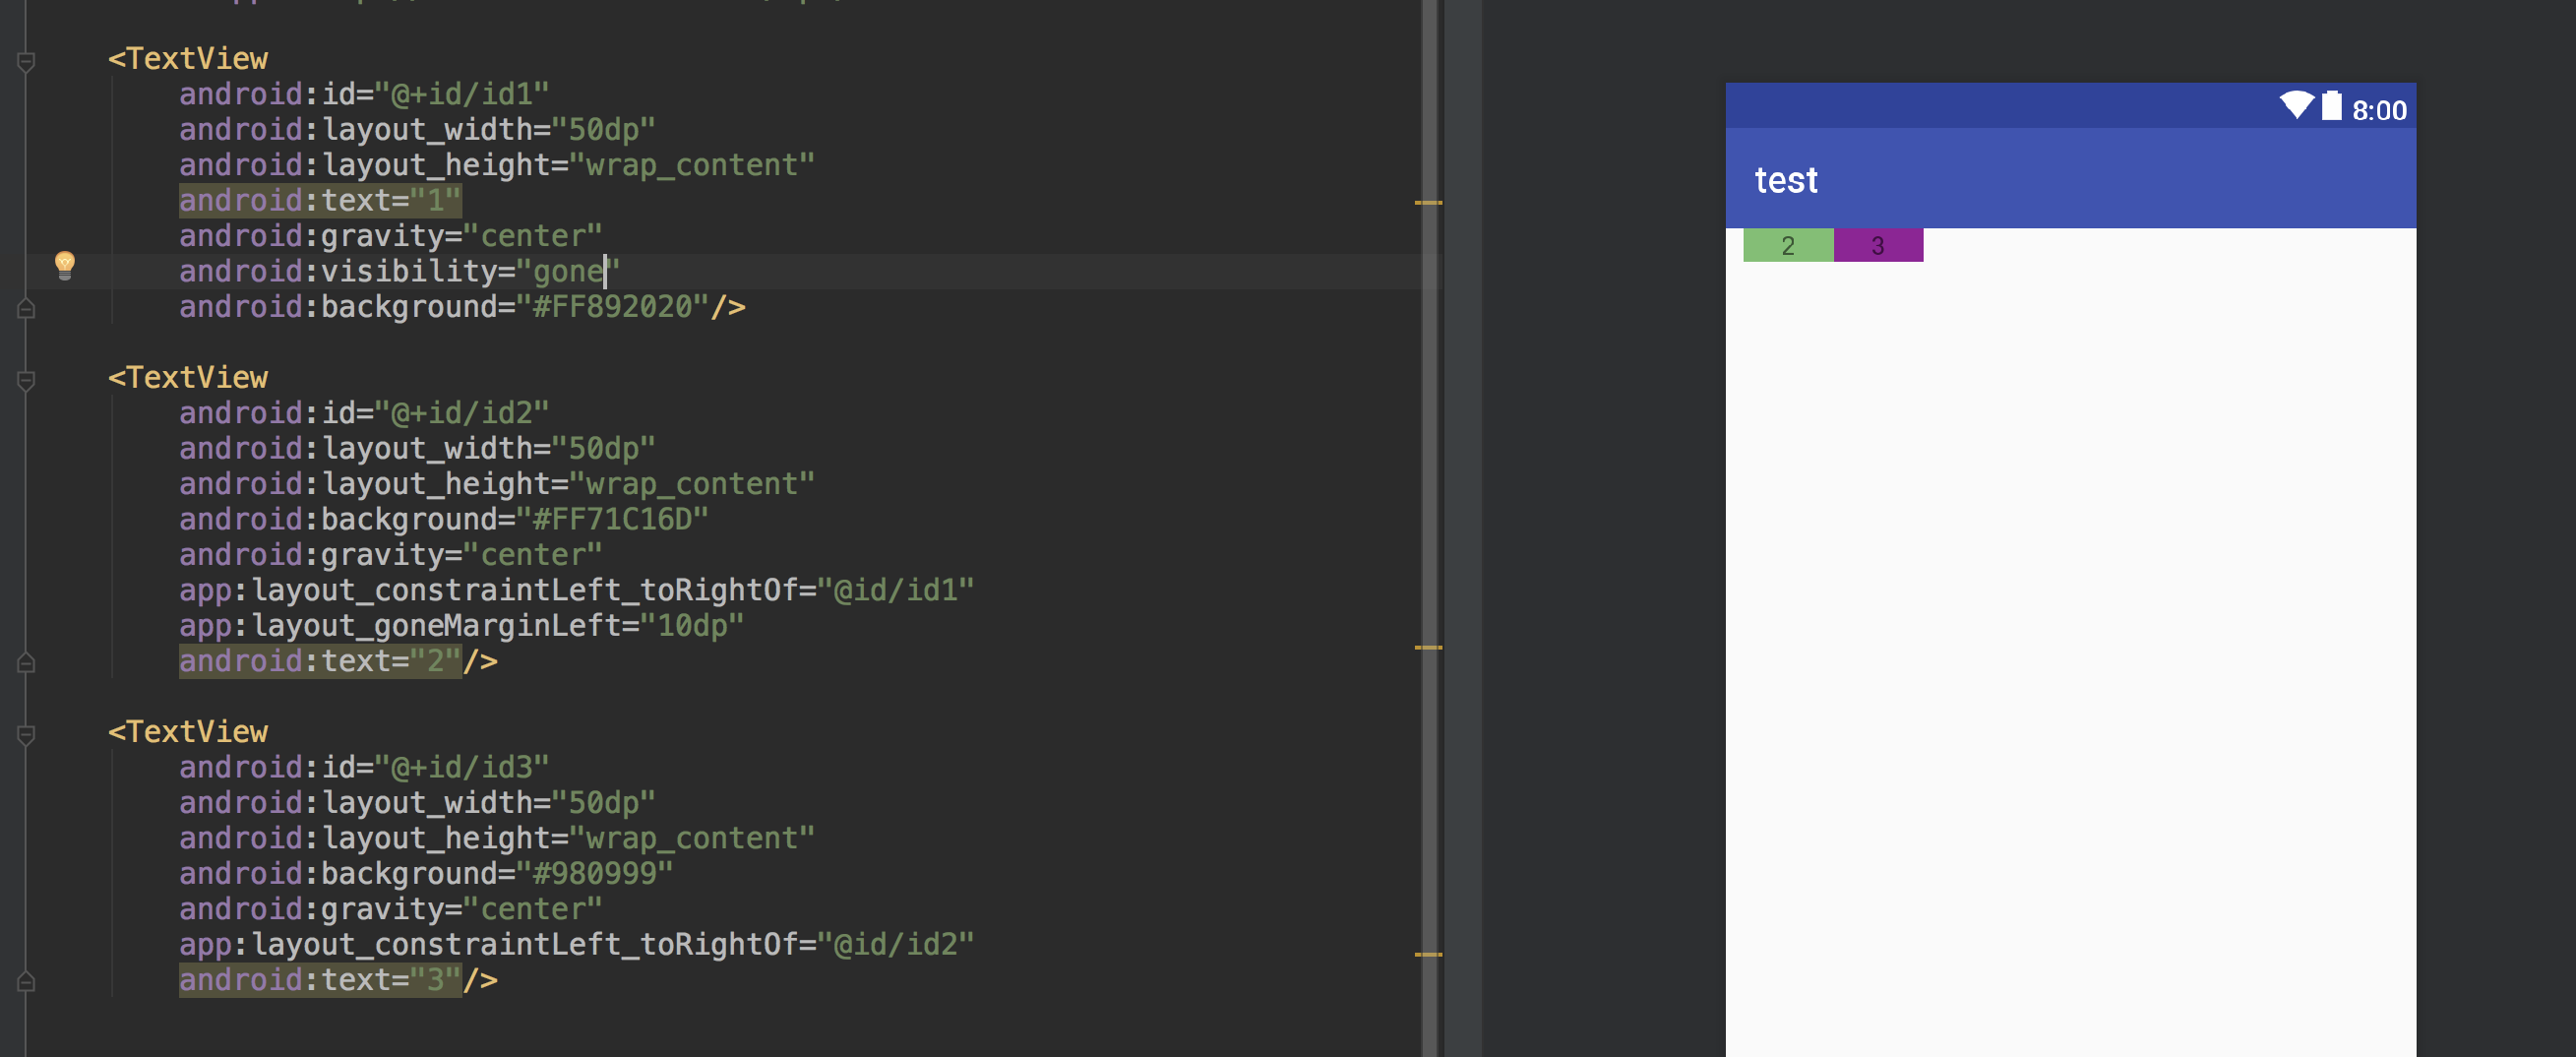 <TextView
android:id="@+id/id1"
android:layout_width="50dp"
android:layout_height="wrap_content"
android:text="1"
android:gravity="center"
android:visibility="gone"
android:background="#FF892020"/>
<TextView
android:id="@+id/id2"
android:layout_width="50dp"
android:layout_height="wrap_content"
android:background="#FF71C16D"
android:gravity="center"
app:layout_constraintLeft_toRightOf="@id/id1"
app:layout_goneMarginLeft="10dp"
android:text="2"/>
<TextView
android:id="@+id/id3"
android:layout_width="50dp"
android:layout_height="wrap_content"
android:background="#980999"
android:gravity="center"
app:layout_constraintLeft_toRightOf="@id/id2"
android:text="3"/>
8:00
test
2 3